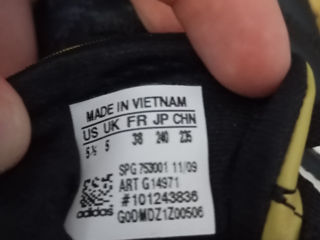 MADE IN VIETNAM
US UK FR JP CHN
5½ 5 38 240 235
SPG 753001 11/09
ART G14971
#101243836
adidas G0DMDZ1Z00506